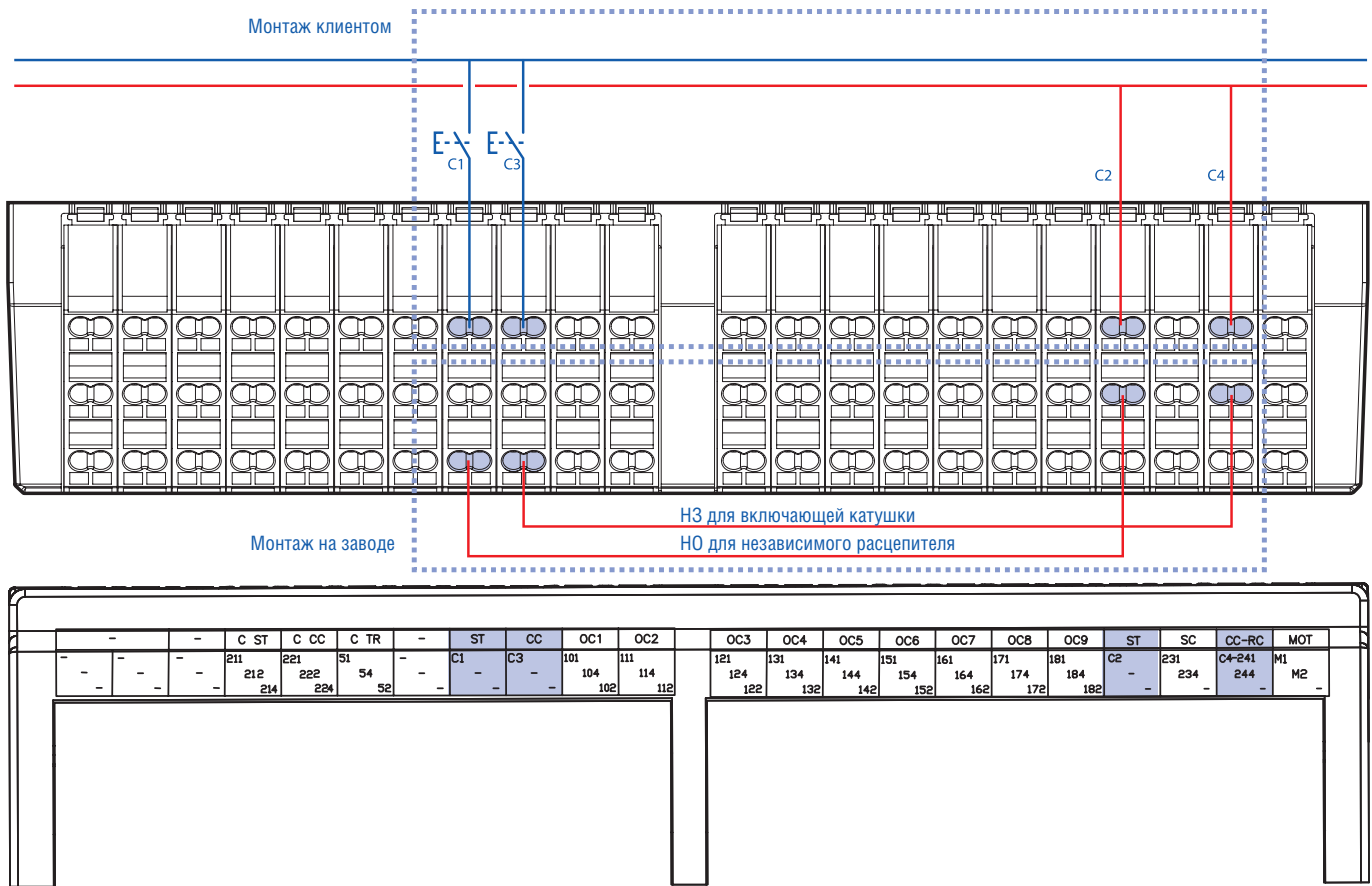 Монтаж клиентом
C1
C3
C2
C4
НЗ для включающей катушки
Монтаж на заводе
НО для независимого расцепителя
- - C ST C CC C TR - ST CC OC1 OC2 OC3 OC4 OC5 OC6 OC7 OC8 OC9 ST SC CC-RC MOT
- - - 211 221 51 - C1 C3 101 111 121 131 141 151 161 171 181 C2 231 C4-241 M1
- - - 212 222 54 - - - 104 114 124 134 144 154 164 174 184 - 234 244 M2
- - - 214 224 52 - - - 102 112 122 132 142 152 162 172 182 - - - -